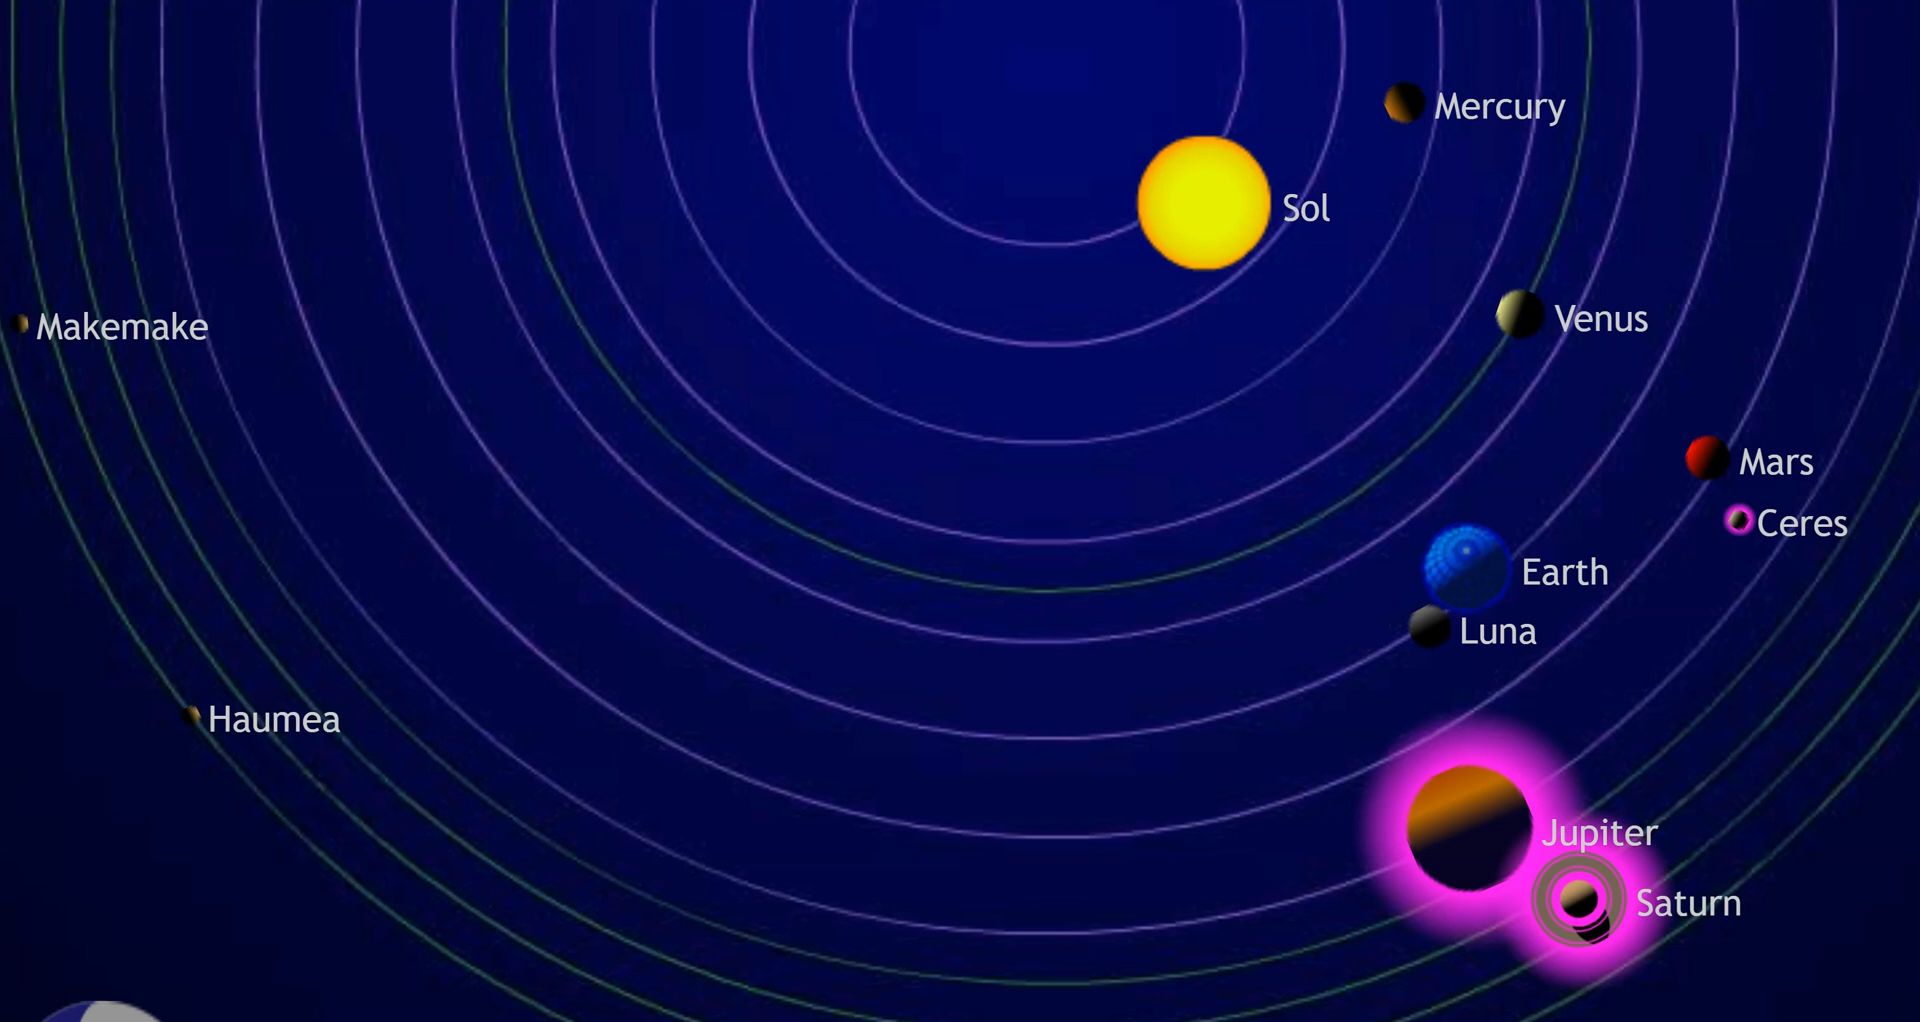 Mercury
Sol
Venus
Makemake
Mars
Ceres
Earth
Luna
Haumea
Jupiter
Saturn